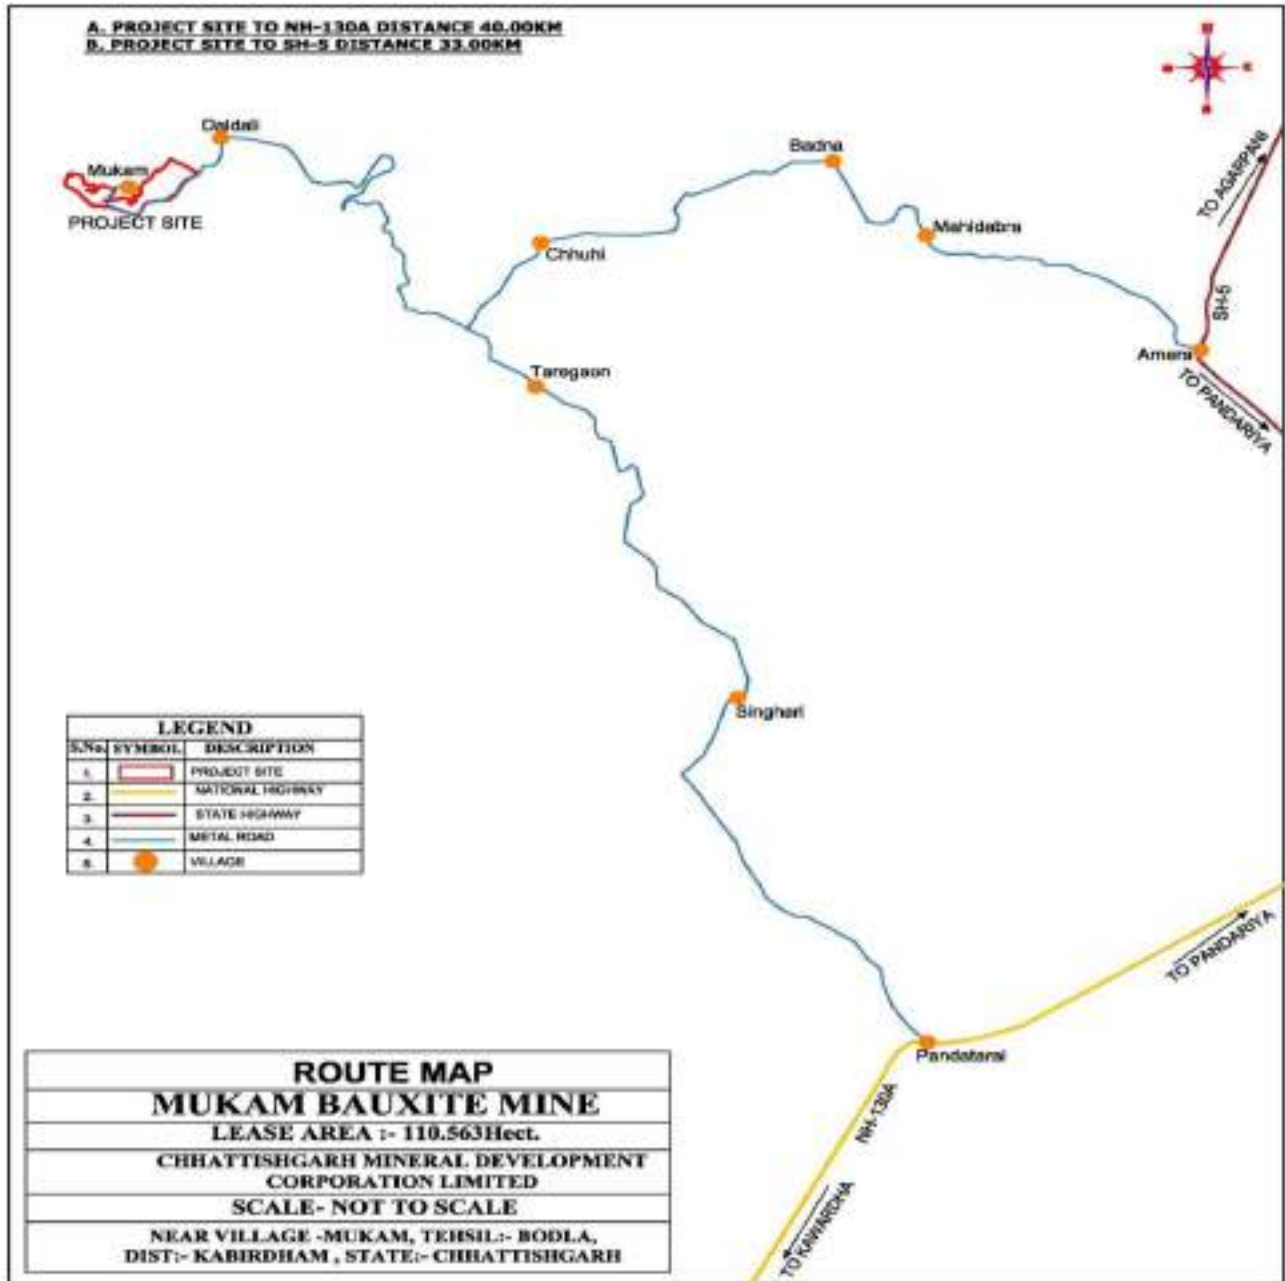 A. PROJECT SITE TO NH-130A DISTANCE 40.00KM
B. PROJECT SITE TO SH-5 DISTANCE 33.00KM
Daldali
Mukam
PROJECT SITE
Badna
Chhuhi
Mahidabra
TO AGARPANI
SH-5
Amera
TO PANDARIYA
Taregaon
Singhari
LEGEND
S.No. SYMBOL DESCRIPTION
1. PROJECT SITE
2. NATIONAL HIGHWAY
3. STATE HIGHWAY
4. METAL ROAD
5. VILLAGE
TO PANDARIYA
Pandatarai
NH-130A
TO KAWARDHA
ROUTE MAP
MUKAM BAUXITE MINE
LEASE AREA :- 110.563Hect.
CHHATTISHGARH MINERAL DEVELOPMENT
CORPORATION LIMITED
SCALE- NOT TO SCALE
NEAR VILLAGE -MUKAM, TEHSIL:- BODLA,
DIST:- KABIRDHAM , STATE:- CHHATTISHGARH